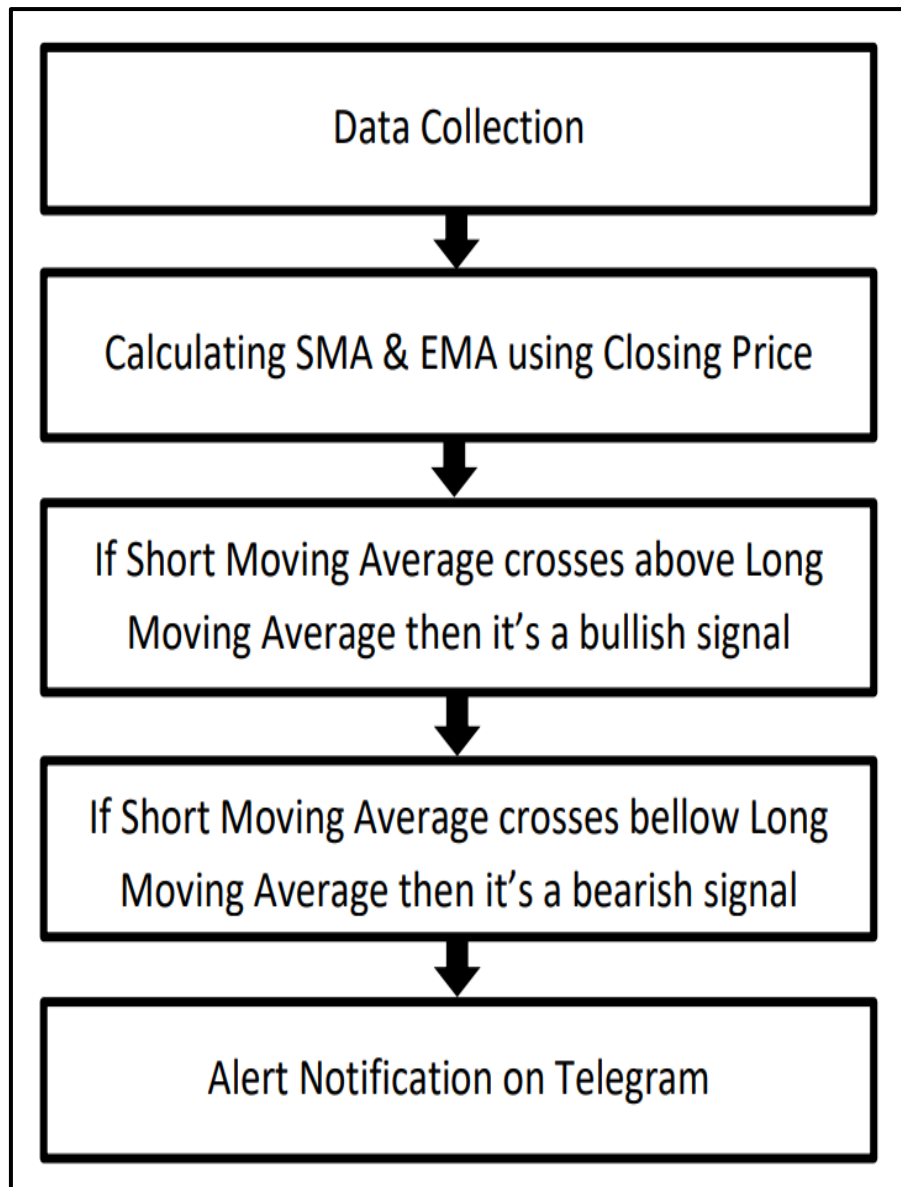 Data Collection
Calculating SMA & EMA using Closing Price
If Short Moving Average crosses above Long
Moving Average then it’s a bullish signal
If Short Moving Average crosses bellow Long
Moving Average then it’s a bearish signal
Alert Notification on Telegram